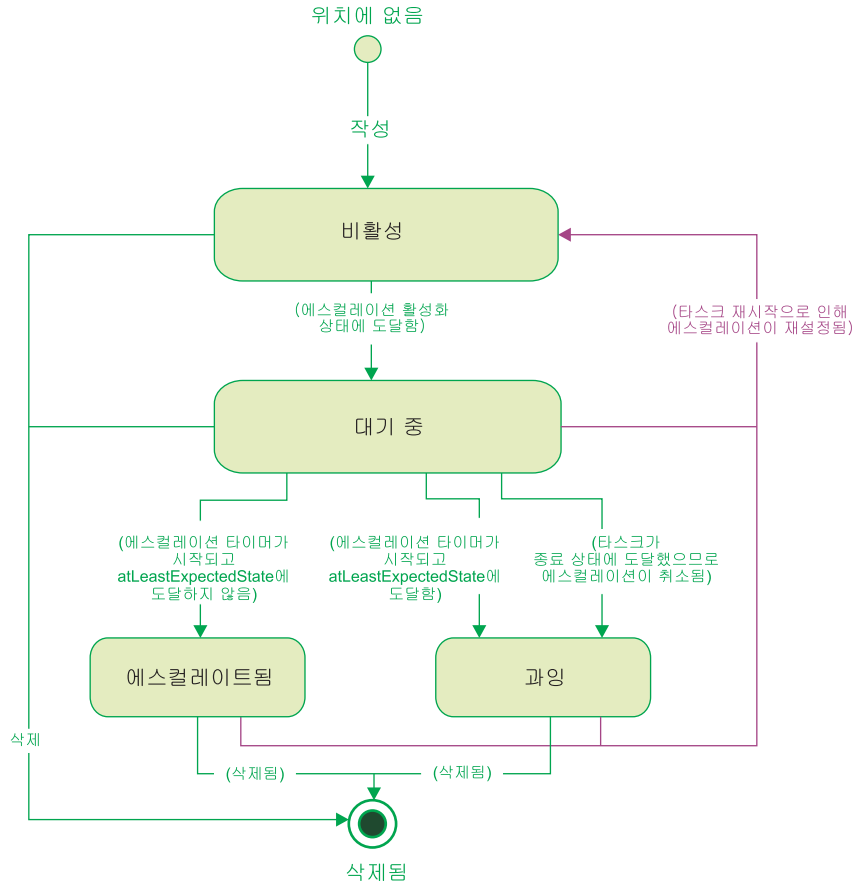 위치에 없음
작성
비활성
(에스컬레이션 활성화
상태에 도달함)
(타스크 재시작으로 인해
에스컬레이션이 재설정됨)
대기 중
(에스컬레이션 타이머가
시작되고
atLeastExpectedState에
도달하지 않음)
(에스컬레이션 타이머가
시작되고
atLeastExpectedState에
도달함)
(타스크가
종료 상태에 도달했으므로
에스컬레이션이 취소됨)
에스컬레이트됨
과잉
삭제
(삭제됨)
(삭제됨)
삭제됨